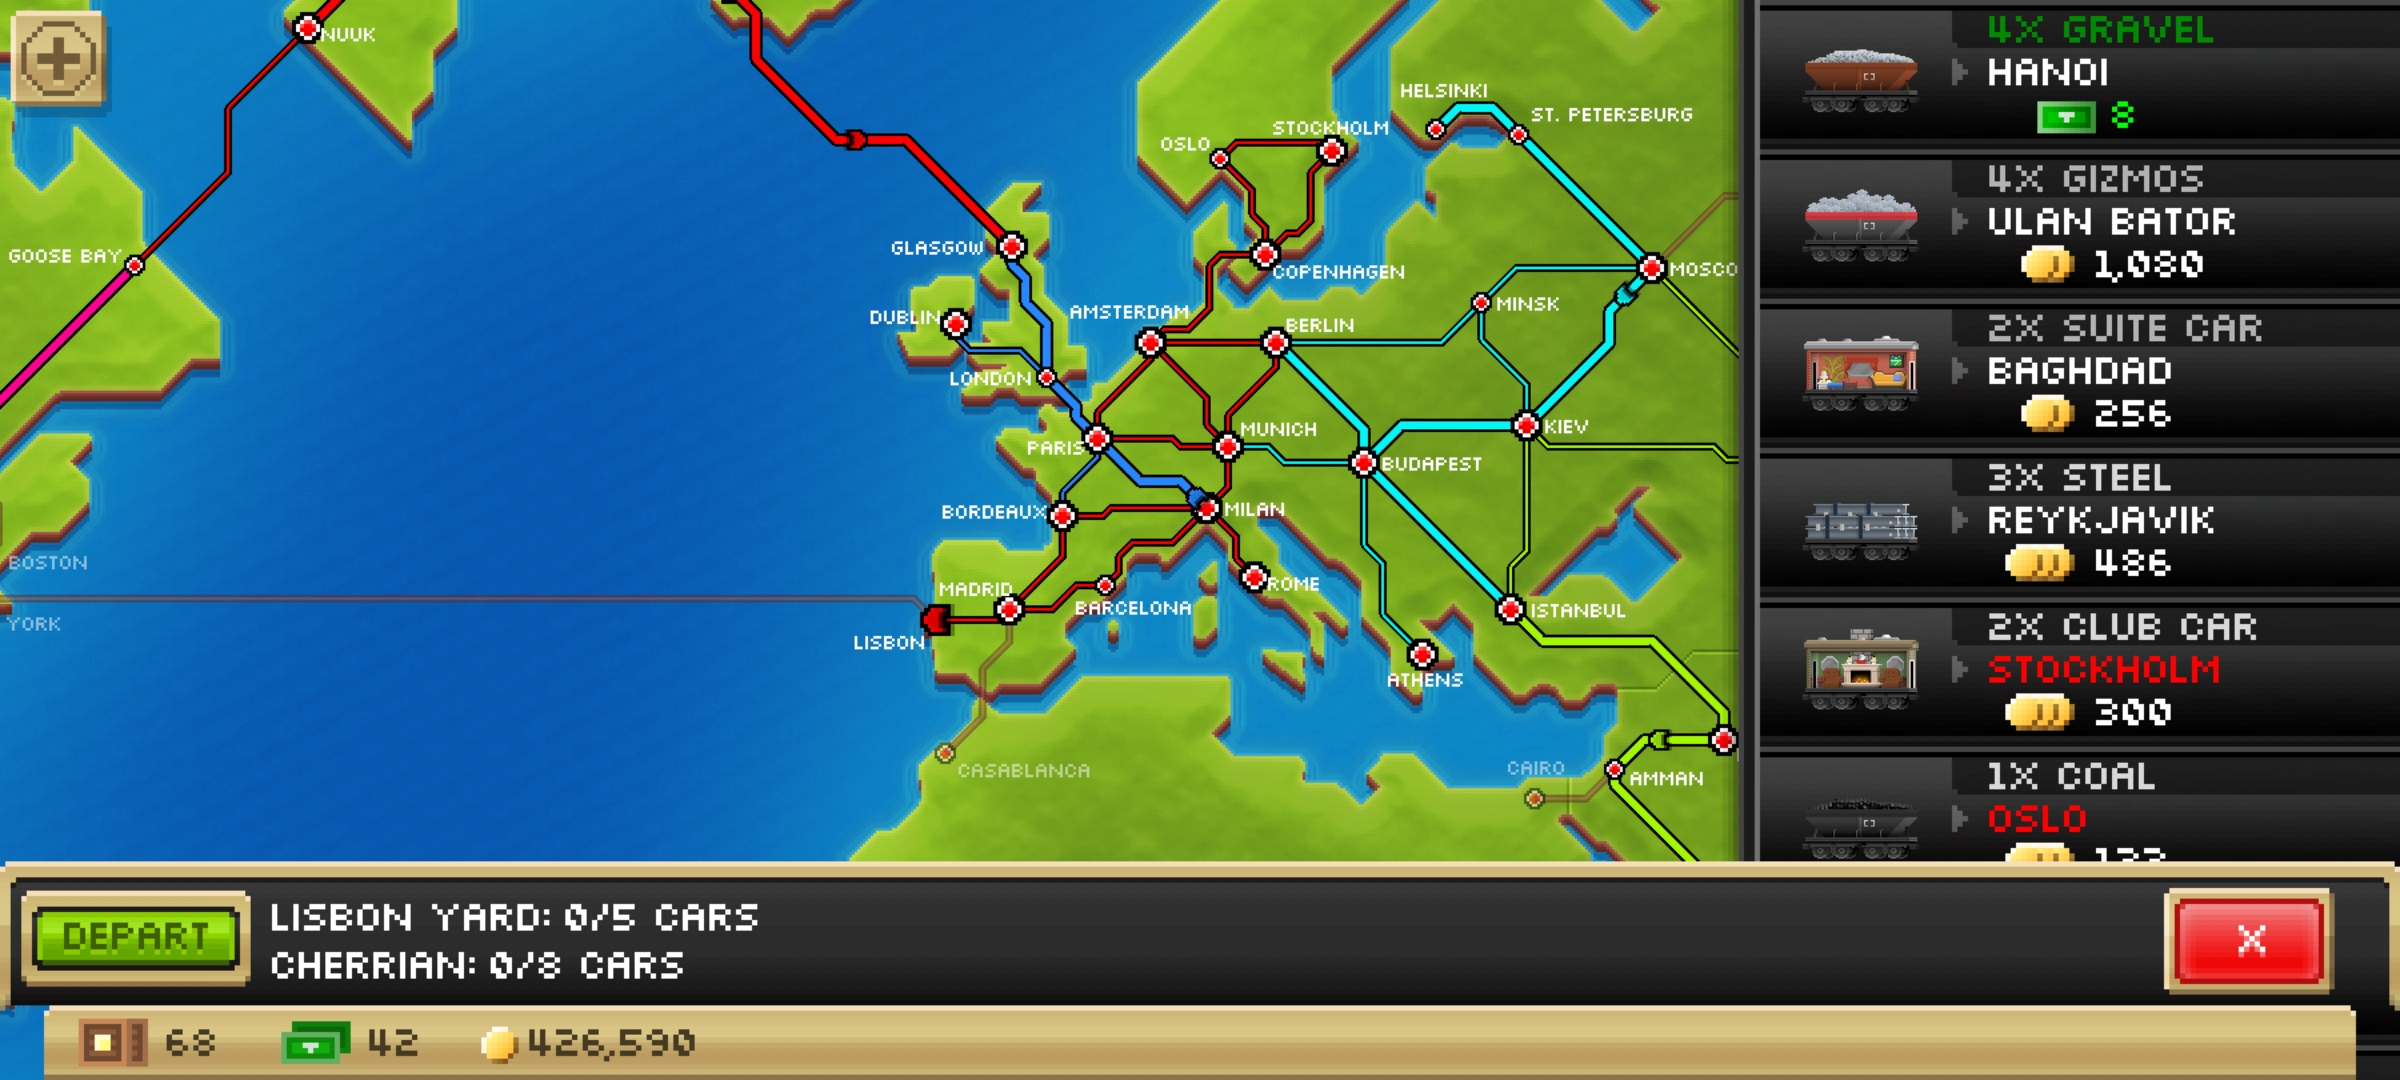 NUUK
HELSINKI
ST. PETERSBURG
STOCKHOLM
OSLO
GLASGOW
GOOSE BAY
COPENHAGEN
MOSCO
DUBLIN
AMSTERDAM
BERLIN
MINSK
LONDON
PARIS
MUNICH
KIEV
BUDAPEST
BORDEAUX
MILAN
BOSTON
MADRID
ROME
BARCELONA
ISTANBUL
YORK
LISBON
ATHENS
CASABLANCA
CAIRO
AMMAN
4X GRAVEL
HANOI
8
4X GIZMOS
ULAN BATOR
1,080
2X SUITE CAR
BAGHDAD
256
3X STEEL
REYKJAVIK
486
2X CLUB CAR
STOCKHOLM
300
1X COAL
OSLO
DEPART
LISBON YARD: 0/5 CARS
CHERRIAN: 0/8 CARS
X
68
42
426,590